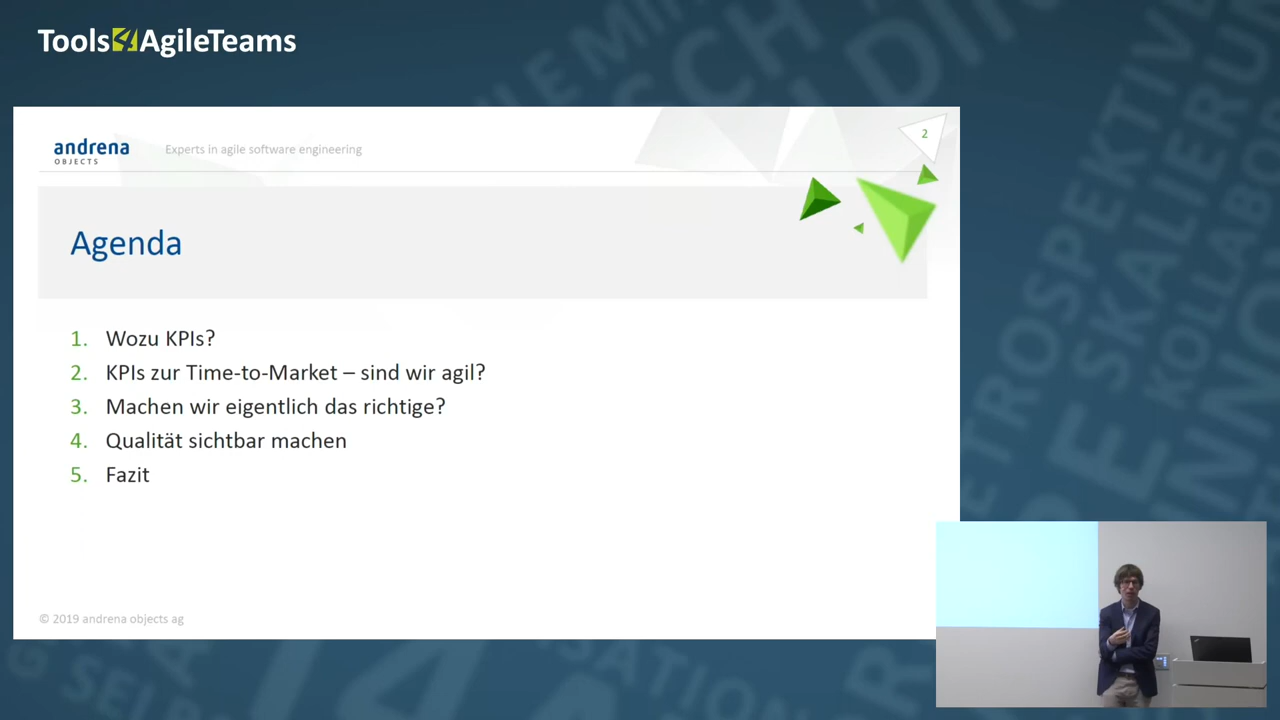 Tools4AgileTeams
andrena
OBJECTS
Experts in agile software engineering
2
Agenda
1. Wozu KPIs?
2. KPIs zur Time-to-Market – sind wir agil?
3. Machen wir eigentlich das richtige?
4. Qualität sichtbar machen
5. Fazit
© 2019 andrena objects ag